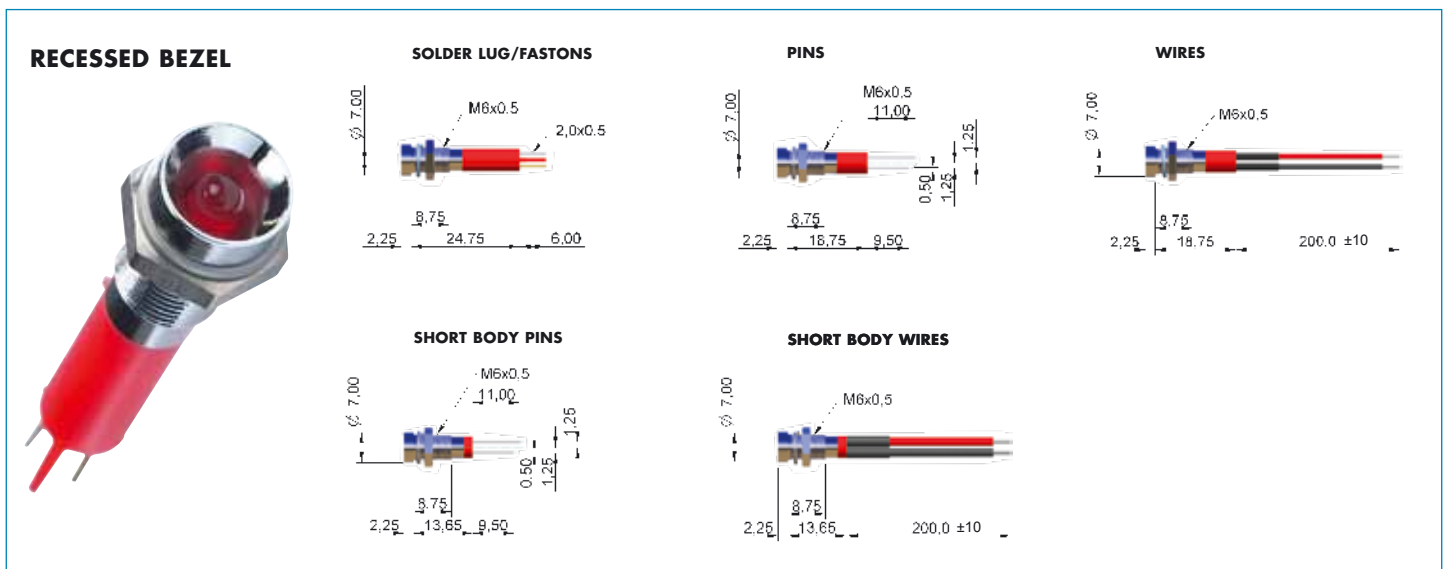 RECESSED BEZEL
SOLDER LUG/FASTONS
Ø 7,00
M6x0.5
2,0x0.5
8,75
2,25 24.75 6,00
PINS
Ø 7,00
M6x0,5
11,00
1.25
0,50
1,25
8,75
2,25 18,75 9,50
WIRES
Ø 7,00
M6x0,5
8.75
2,25 18.75 200.0 ±10
SHORT BODY PINS
Ø 7,00
M6x0,5
11,00
1,25
0.50
1,25
8.75
2,25 13,65 9,50
SHORT BODY WIRES
Ø 7,00
M6x0,5
8,75
2,25 13,65 200,0 ±10